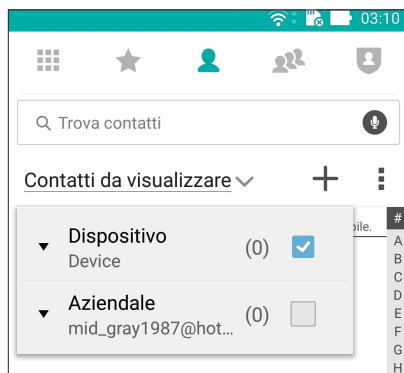 03:10
Trova contatti
Contatti da visualizzare
bile.
Dispositivo (0)
Device
Aziendale (0)
mid_gray1987@hot...
#
A
B
C
D
E
F
G
H